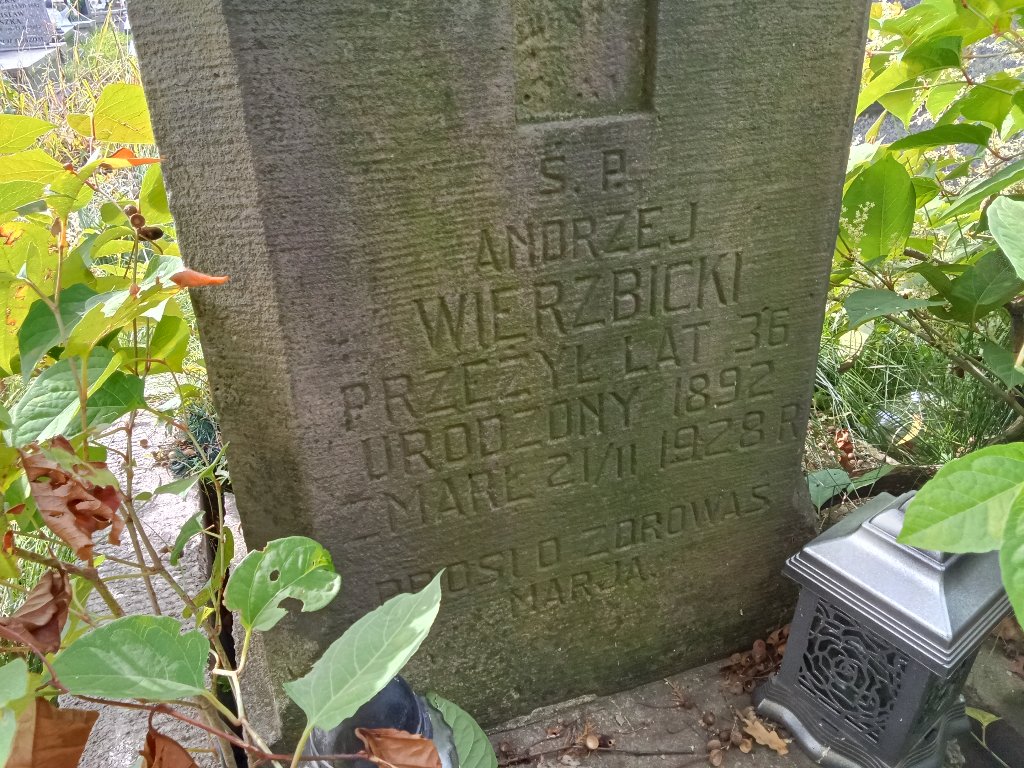 Ś. P.
ANDRZEJ
WIERZBICKI
PRZEŻYŁ LAT 36
URODZONY 1892
ZMARŁ 21/II 1928 R
PROSI O ZDROWAŚ
MARJA.